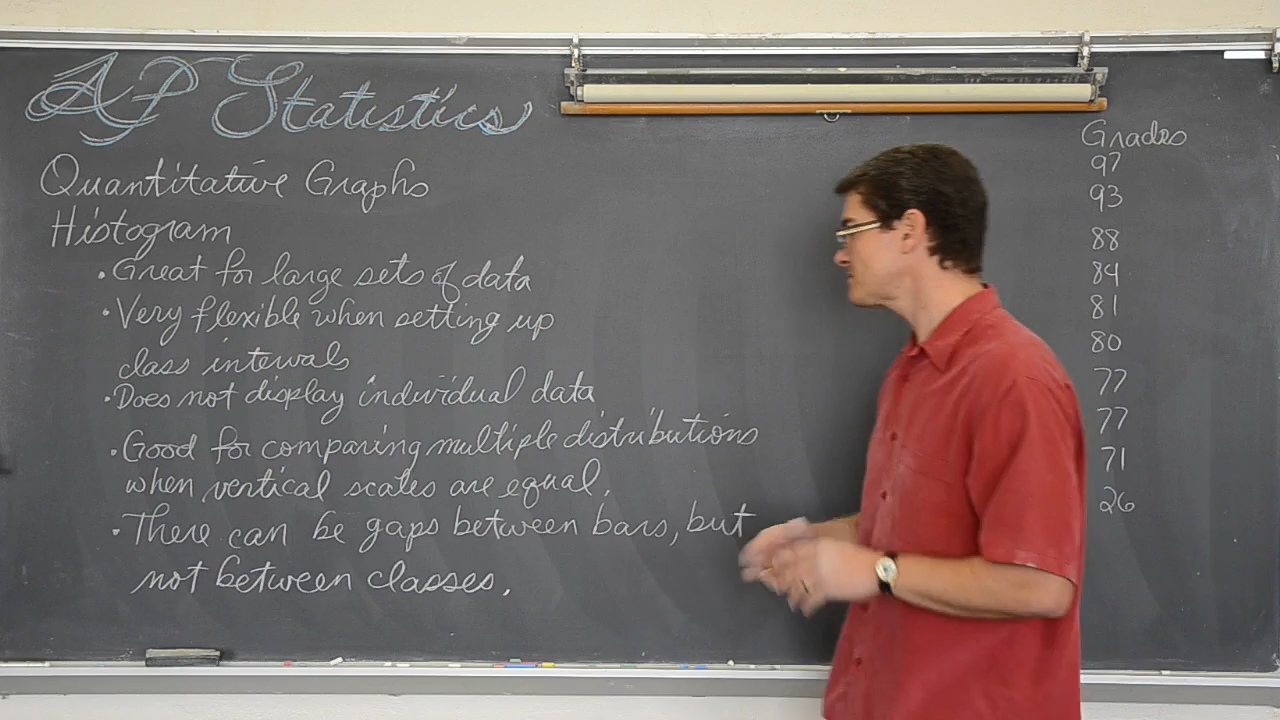 AP Statistics
Quantitative Graphs
Histogram
• Great for large sets of data
• Very flexible when setting up
class intervals
• Does not display individual data
• Good for comparing multiple distributions
when vertical scales are equal.
• There can be gaps between bars, but
not between classes.
Grades
97
93
88
84
81
80
77
77
71
26